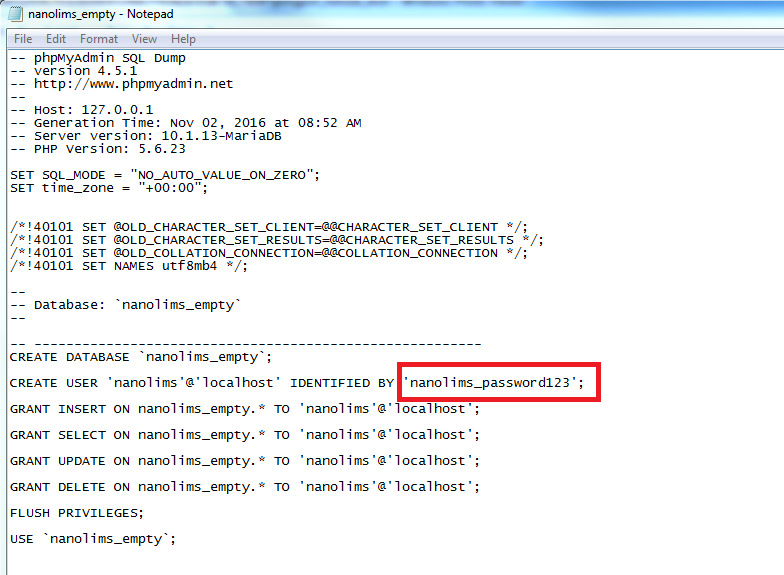 nanolims_empty - Notepad
File Edit Format View Help
-- phpMyAdmin SQL Dump
-- version 4.5.1
-- http://www.phpmyadmin.net
--
-- Host: 127.0.0.1
-- Generation Time: Nov 02, 2016 at 08:52 AM
-- Server version: 10.1.13-MariaDB
-- PHP Version: 5.6.23

SET SQL_MODE = "NO_AUTO_VALUE_ON_ZERO";
SET time_zone = "+00:00";

/*!40101 SET @OLD_CHARACTER_SET_CLIENT=@@CHARACTER_SET_CLIENT */;
/*!40101 SET @OLD_CHARACTER_SET_RESULTS=@@CHARACTER_SET_RESULTS */;
/*!40101 SET @OLD_COLLATION_CONNECTION=@@COLLATION_CONNECTION */;
/*!40101 SET NAMES utf8mb4 */;

--
-- Database: `nanolims_empty`
--

-- --------------------------------------------------------
CREATE DATABASE `nanolims_empty`;

CREATE USER 'nanolims'@'localhost' IDENTIFIED BY 'nanolims_password123';

GRANT INSERT ON nanolims_empty.* TO 'nanolims'@'localhost';

GRANT SELECT ON nanolims_empty.* TO 'nanolims'@'localhost';

GRANT UPDATE ON nanolims_empty.* TO 'nanolims'@'localhost';

GRANT DELETE ON nanolims_empty.* TO 'nanolims'@'localhost';

FLUSH PRIVILEGES;

USE `nanolims_empty`;